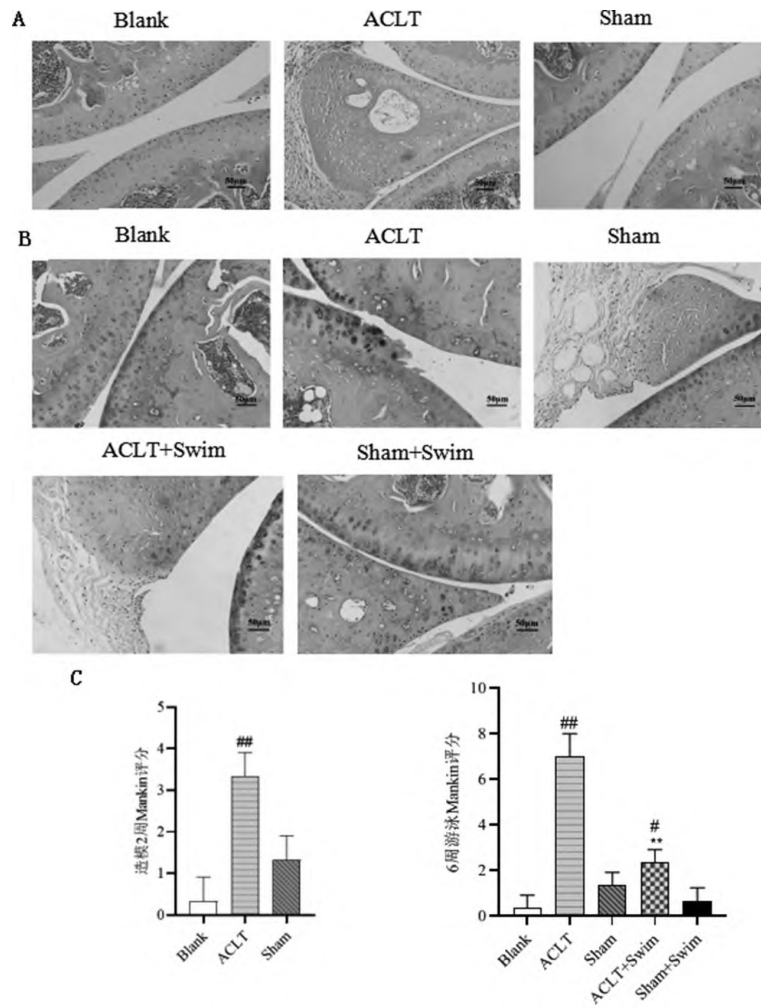 A
Blank
ACLT
Sham
50μm
50μm
50μm
B
Blank
ACLT
Sham
50μm
50μm
50μm
ACLT+Swim
Sham+Swim
50μm
50μm
C
造模2周Mankin评分
5
4
3
2
1
0
##
Blank
ACLT
Sham
6周游泳Mankin评分
10
8
6
4
2
0
##
#
**
Blank
ACLT
Sham
ACLT+Swim
Sham+Swim